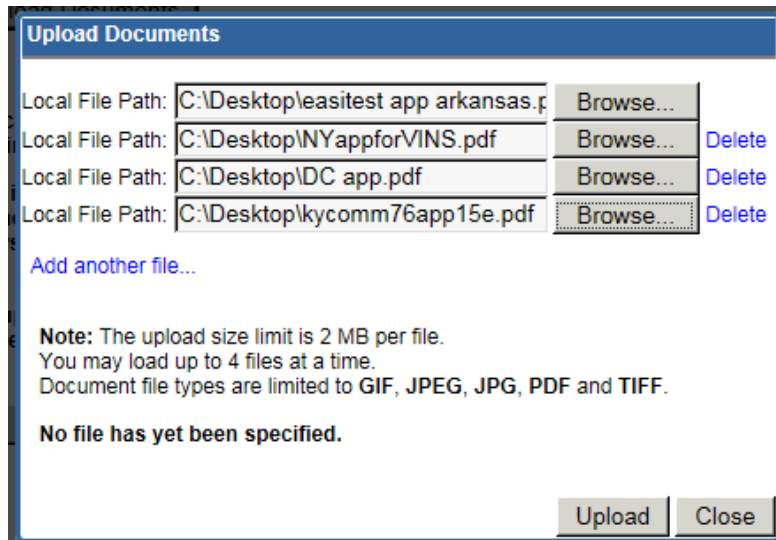 Upload Documents
Local File Path: C:\Desktop\easitest app arkansas.p Browse...
Local File Path: C:\Desktop\NYappforVINS.pdf Browse... Delete
Local File Path: C:\Desktop\DC app.pdf Browse... Delete
Local File Path: C:\Desktop\kycomm76app15e.pdf Browse... Delete
Add another file...
Note: The upload size limit is 2 MB per file.
You may load up to 4 files at a time.
Document file types are limited to GIF, JPEG, JPG, PDF and TIFF.
No file has yet been specified.
Upload Close